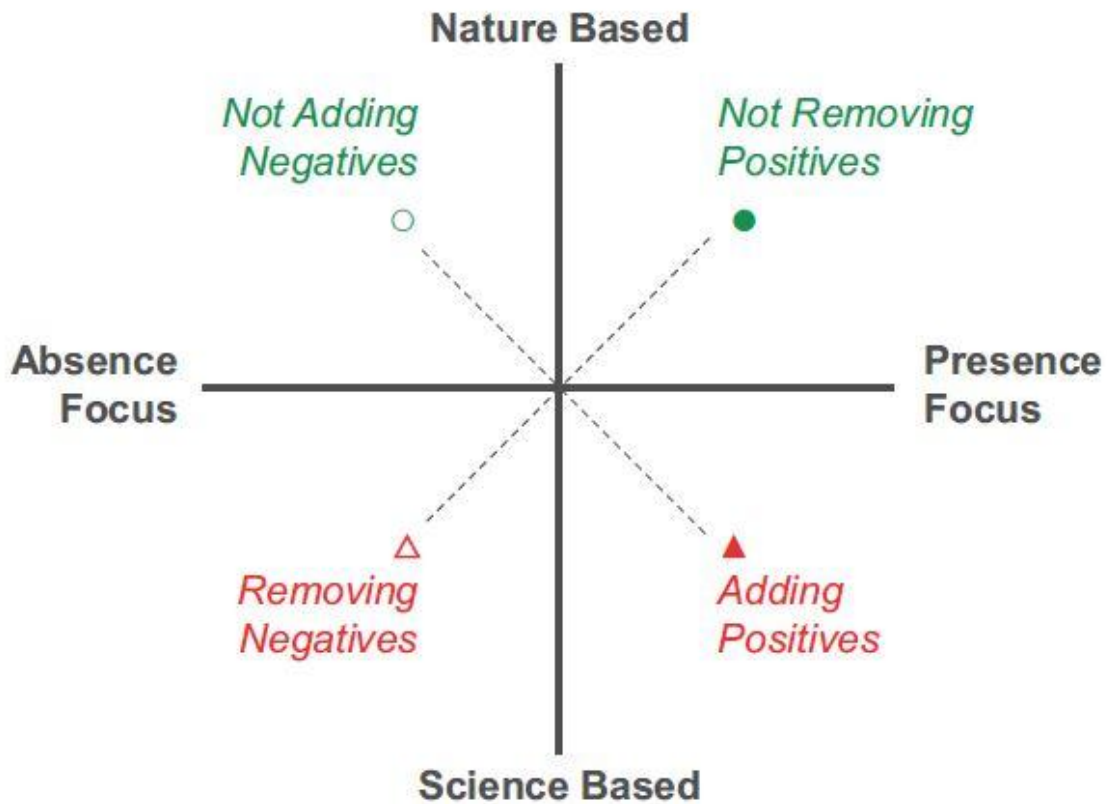 Nature Based
Not Adding
Negatives
Not Removing
Positives
Absence
Focus
Presence
Focus
Removing
Negatives
Adding
Positives
Science Based